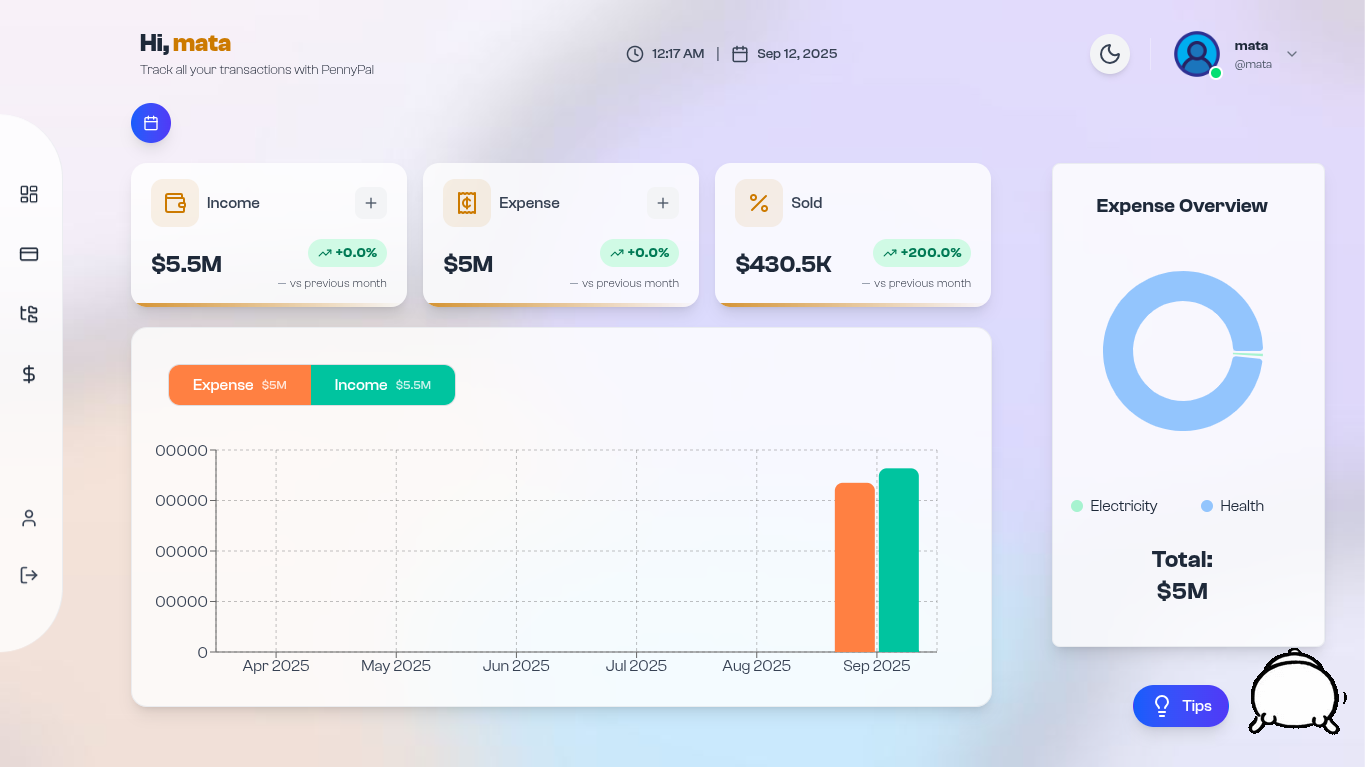 Hi, mata
Track all your transactions with PennyPal
12:17 AM | Sep 12, 2025
mata
@mata
Income
$5.5M
+0.0%
— vs previous month
Expense
$5M
+0.0%
— vs previous month
Sold
$430.5K
+200.0%
— vs previous month
Expense $5M Income $5.5M
00000
00000
00000
00000
0
Apr 2025 May 2025 Jun 2025 Jul 2025 Aug 2025 Sep 2025
Expense Overview
Electricity Health
Total:
$5M
Tips